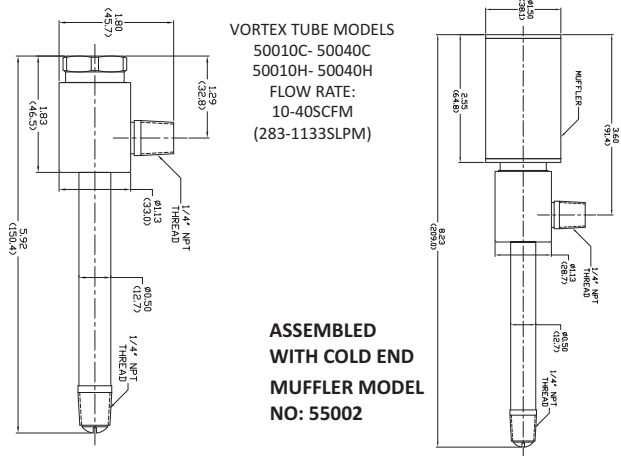 1.80
(45.7)
VORTEX TUBE MODELS
50010C- 50040C
50010H- 50040H
FLOW RATE:
10-40SCFM
(283-1133SLPM)
1.29
(32.8)
1.83
(46.5)
5.92
(150.4)
1/4" NPT
THREAD
ø1.13
(33.0)
ø0.50
(12.7)
1/4" NPT
THREAD
ASSEMBLED
WITH COLD END
MUFFLER MODEL
NO: 55002
ø1.50
(38.1)
MUFFLER
2.55
(64.8)
3.60
(91.4)
8.23
(209.0)
ø1.13
(28.7)
1/4" NPT
THREAD
ø0.50
(12.7)
1/4" NPT
THREAD